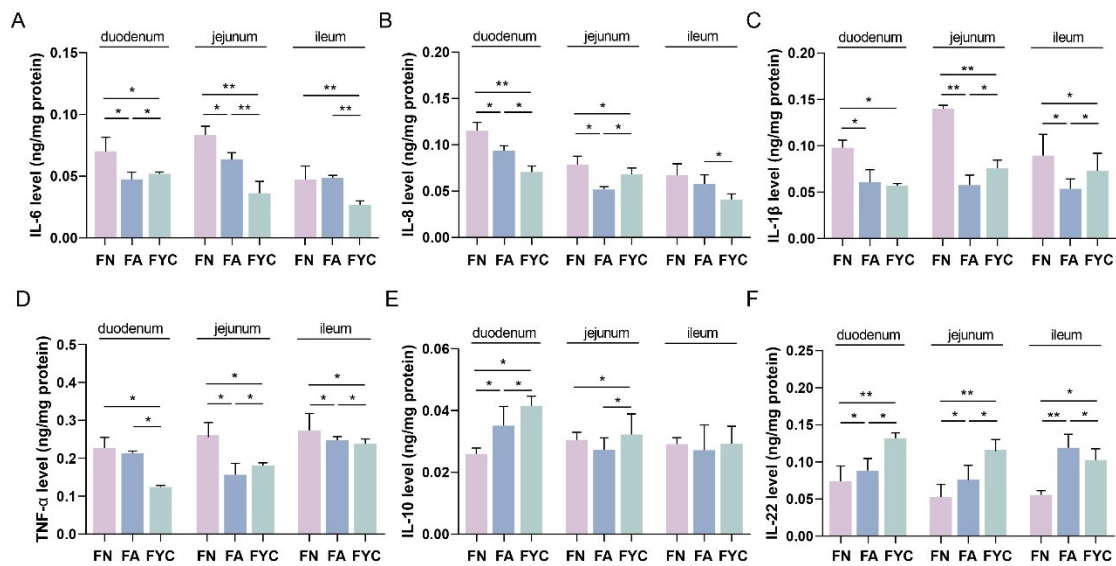 A
duodenum jejunum ileum
IL-6 level (ng/mg protein)
0.15
0.10
0.05
0.00
* * *
** * **
** **
FN FA FYC FN FA FYC FN FA FYC
B
duodenum jejunum ileum
IL-8 level (ng/mg protein)
0.20
0.15
0.10
0.05
0.00
** * *
* * *
*
FN FA FYC FN FA FYC FN FA FYC
C
duodenum jejunum ileum
IL-1β level (ng/mg protein)
0.20
0.15
0.10
0.05
0.00
* *
** ** *
* * *
FN FA FYC FN FA FYC FN FA FYC
D
duodenum jejunum ileum
TNF-α level (ng/mg protein)
0.5
0.4
0.3
0.2
0.1
0.0
* *
* * *
* * *
FN FA FYC FN FA FYC FN FA FYC
E
duodenum jejunum ileum
IL-10 level (ng/mg protein)
0.06
0.04
0.02
0.00
* * *
* *
FN FA FYC FN FA FYC FN FA FYC
F
duodenum jejunum ileum
IL-22 level (ng/mg protein)
0.25
0.20
0.15
0.10
0.05
0.00
** * *
** * *
* ** *
FN FA FYC FN FA FYC FN FA FYC